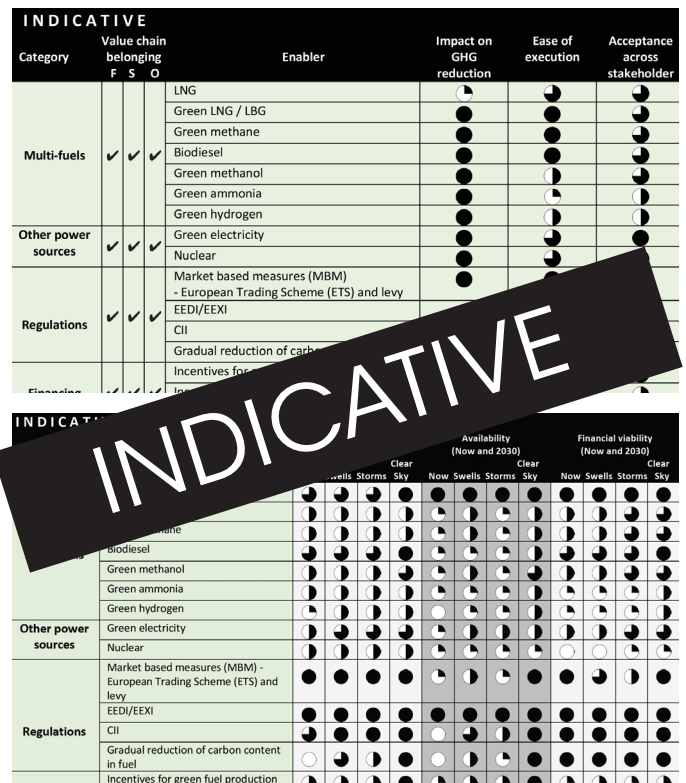 INDICATIVE
Category
Value chain
belonging
F S O
Enabler
Impact on
GHG
reduction
Ease of
execution
Acceptance
across
stakeholder
Multi-fuels
LNG
Green LNG / LBG
Green methane
Biodiesel
Green methanol
Green ammonia
Green hydrogen
Other power
sources
Green electricity
Nuclear
Regulations
Market based measures (MBM)
- European Trading Scheme (ETS) and levy
EEDI/EEXI
CII
Gradual reduction of
Financing
Incentives for
INDICATIVE
Availability
(Now and 2030)
Financial viability
(Now and 2030)
Swells Storms Clear Sky
Now Swells Storms Clear Sky
Now Swells Storms Clear Sky
Biodiesel
Green methanol
Green ammonia
Green hydrogen
Other power
sources
Green electricity
Nuclear
Regulations
Market based measures (MBM) -
European Trading Scheme (ETS) and
levy
EEDI/EEXI
CII
Gradual reduction of carbon content
in fuel
Incentives for green fuel production